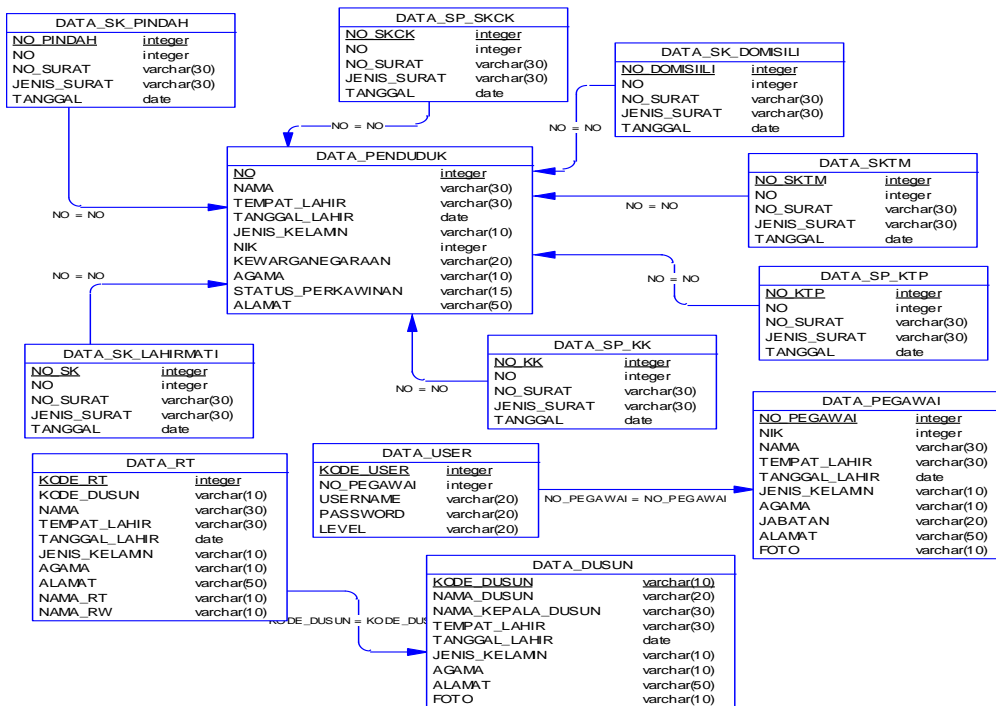 DATA_SK_PINDAH
NO_PINDAH integer
NO integer
NO_SURAT varchar(30)
JENIS_SURAT varchar(30)
TANGGAL date
DATA_SP_SKCK
NO_SKCK integer
NO integer
NO_SURAT varchar(30)
JENIS_SURAT varchar(30)
TANGGAL date
DATA_SK_DOMISILI
NO_DOMISIILI integer
NO integer
NO_SURAT varchar(30)
JENIS_SURAT varchar(30)
TANGGAL date
NO = NO
NO = NO
DATA_PENDUDUK
NO integer
NAMA varchar(30)
TEMPAT_LAHIR varchar(30)
TANGGAL_LAHIR date
JENIS_KELAMIN varchar(10)
NIK integer
KEWARGANEGARAAN varchar(20)
AGAMA varchar(10)
STATUS_PERKAWINAN varchar(15)
ALAMAT varchar(50)
DATA_SKTM
NO_SKTM integer
NO integer
NO_SURAT varchar(30)
JENIS_SURAT varchar(30)
TANGGAL date
NO = NO
NO = NO
NO = NO
NO = NO
DATA_SP_KTP
NO_KTP integer
NO integer
NO_SURAT varchar(30)
JENIS_SURAT varchar(30)
TANGGAL date
DATA_SK_LAHIRMATI
NO_SK integer
NO integer
NO_SURAT varchar(30)
JENIS_SURAT varchar(30)
TANGGAL date
NO = NO
DATA_SP_KK
NO_KK integer
NO integer
NO_SURAT varchar(30)
JENIS_SURAT varchar(30)
TANGGAL date
DATA_PEGAWAI
NO_PEGAWAI integer
NIK integer
NAMA varchar(30)
TEMPAT_LAHIR varchar(30)
TANGGAL_LAHIR date
JENIS_KELAMIN varchar(10)
AGAMA varchar(10)
JABATAN varchar(20)
ALAMAT varchar(50)
FOTO varchar(10)
DATA_RT
KODE_RT integer
KODE_DUSUN varchar(10)
NAMA varchar(30)
TEMPAT_LAHIR varchar(30)
TANGGAL_LAHIR date
JENIS_KELAMIN varchar(10)
AGAMA varchar(10)
ALAMAT varchar(50)
NAMA_RT varchar(10)
NAMA_RW varchar(10)
DATA_USER
KODE_USER integer
NO_PEGAWAI integer
USERNAME varchar(20)
PASSWORD varchar(20)
LEVEL varchar(20)
NO_PEGAWAI = NO_PEGAWAI
KODE_DUSUN = KODE_DUS
DATA_DUSUN
KODE_DUSUN varchar(10)
NAMA_DUSUN varchar(20)
NAMA_KEPALA_DUSUN varchar(30)
TEMPAT_LAHIR varchar(30)
TANGGAL_LAHIR date
JENIS_KELAMIN varchar(10)
AGAMA varchar(10)
ALAMAT varchar(50)
FOTO varchar(10)